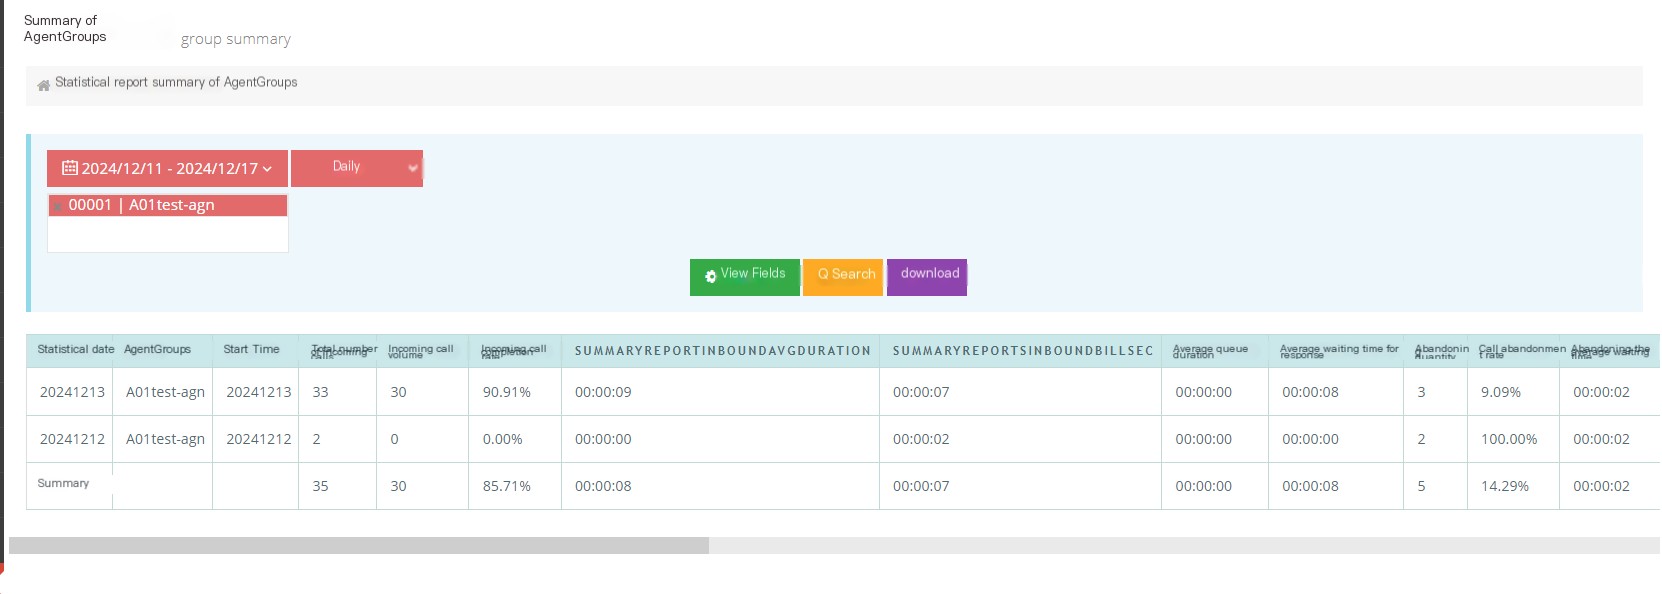 Summary of
AgentGroups
group summary
Statistical report summary of AgentGroups
2024/12/11 - 2024/12/17
Daily
00001 | A01test-agn
View Fields
Q Search
download
Statistical date AgentGroups Start Time Total number of incoming calls Incoming call volume Incoming call completion rate SUMMARYREPORTINBOUNDAVGDURATION SUMMARYREPORTSINBOUNDBILLSEC Average queue duration Average waiting time for response Abandonin quantity Call abandonmen t rate Abandoning the average waiting time
20241213 A01test-agn 20241213 33 30 90.91% 00:00:09 00:00:07 00:00:00 00:00:08 3 9.09% 00:00:02
20241212 A01test-agn 20241212 2 0 0.00% 00:00:00 00:00:02 00:00:00 00:00:00 2 100.00% 00:00:02
Summary 35 30 85.71% 00:00:08 00:00:07 00:00:00 00:00:08 5 14.29% 00:00:02